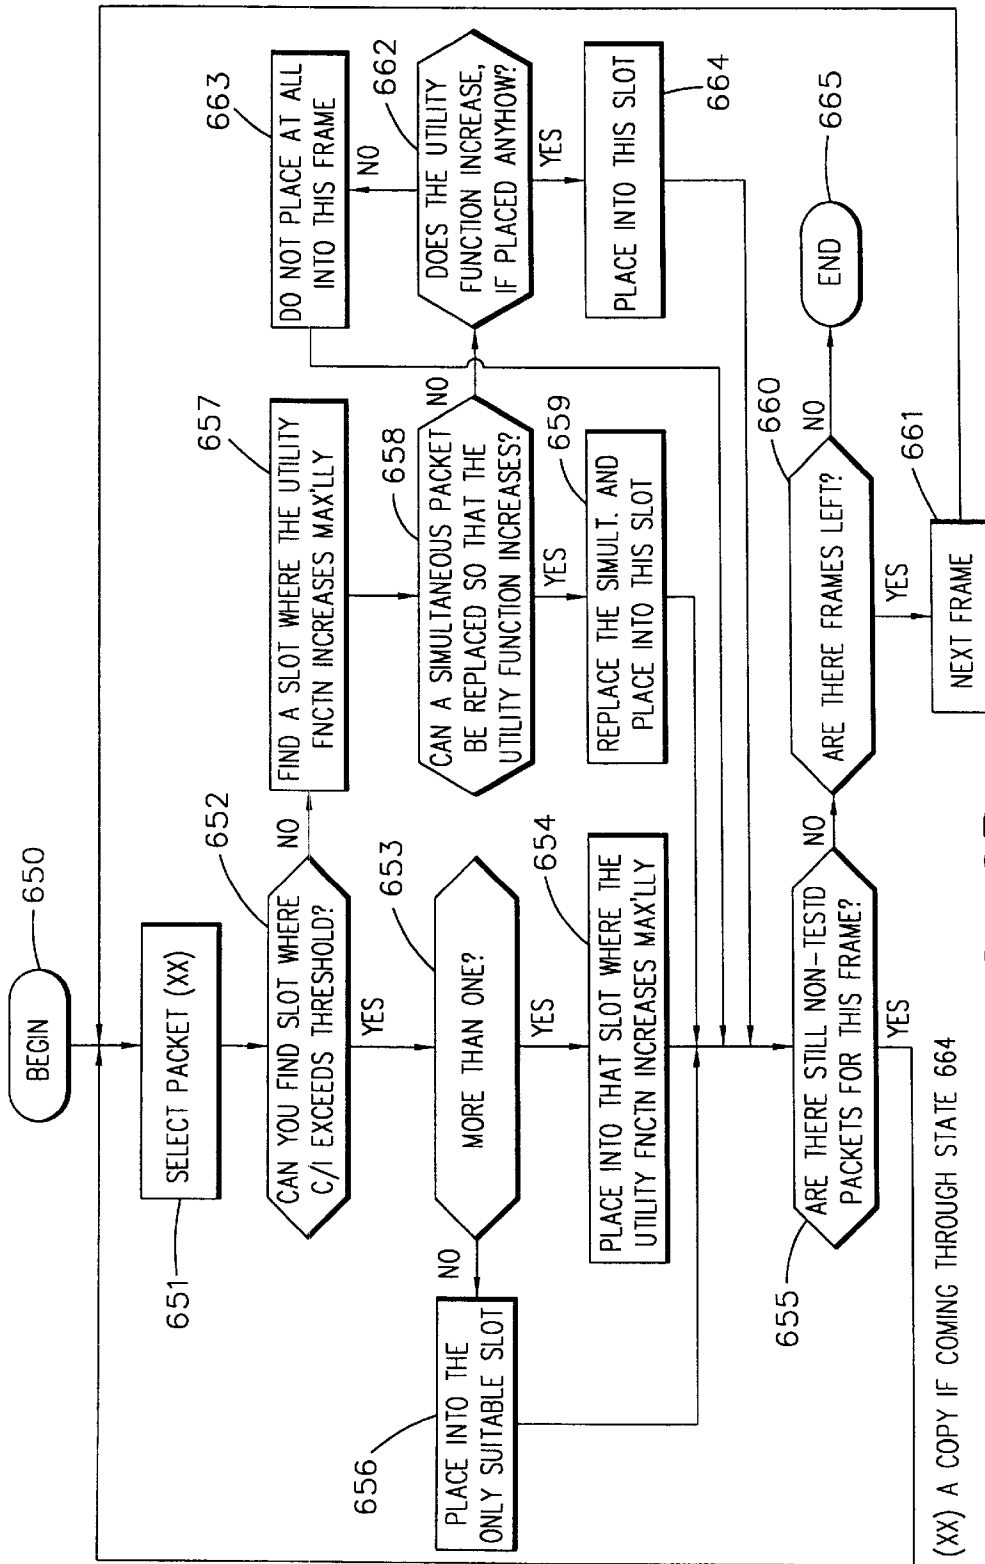 650
BEGIN
651
SELECT PACKET (XX)
652
CAN YOU FIND SLOT WHERE
C/I EXCEEDS THRESHOLD?
NO
YES
653
MORE THAN ONE?
NO
YES
656
PLACE INTO THE
ONLY SUITABLE SLOT
654
PLACE INTO THAT SLOT WHERE THE
UTILITY FNCTN INCREASES MAX'LLY
657
FIND A SLOT WHERE THE UTILITY
FNCTN INCREASES MAX'LLY
658
CAN A SIMULTANEOUS PACKET
BE REPLACED SO THAT THE
UTILITY FUNCTION INCREASES?
NO
YES
659
REPLACE THE SIMULT. AND
PLACE INTO THIS SLOT
663
DO NOT PLACE AT ALL
INTO THIS FRAME
NO
662
DOES THE UTILITY
FUNCTION INCREASE,
IF PLACED ANYHOW?
YES
664
PLACE INTO THIS SLOT
655
ARE THERE STILL NON-TESTD
PACKETS FOR THIS FRAME?
NO
YES
660
ARE THERE FRAMES LEFT?
NO
YES
665
END
661
NEXT FRAME
(XX) A COPY IF COMING THROUGH STATE 664